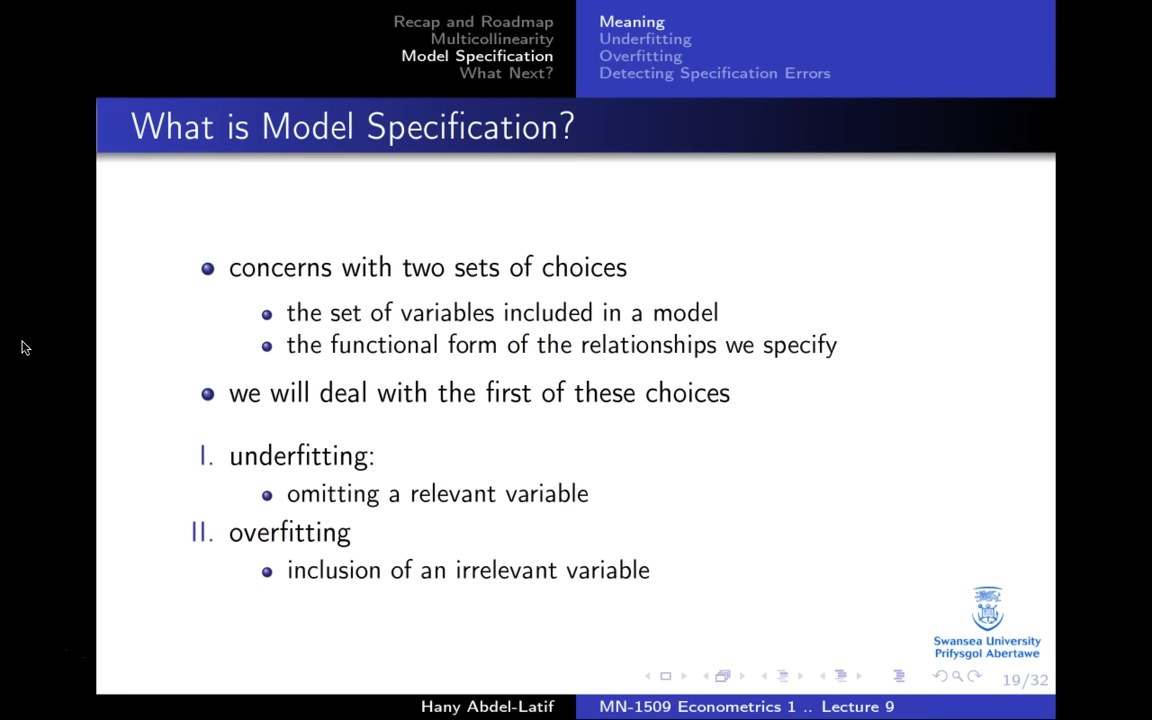 Recap and Roadmap
Multicollinearity
Model Specification
What Next?
Meaning
Underfitting
Overfitting
Detecting Specification Errors
What is Model Specification?
concerns with two sets of choices
the set of variables included in a model
the functional form of the relationships we specify
we will deal with the first of these choices
I. underfitting:
omitting a relevant variable
II. overfitting
inclusion of an irrelevant variable
Swansea University
Prifysgol Abertawe
19/32
Hany Abdel-Latif
MN-1509 Econometrics 1 .. Lecture 9